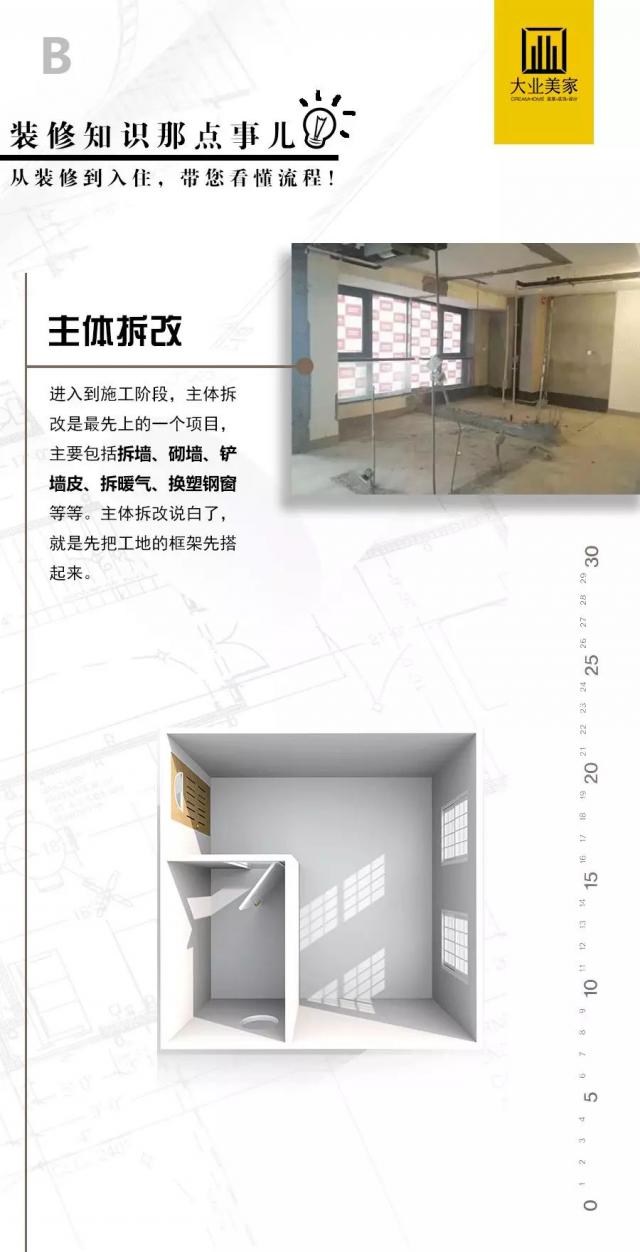 B
大业美家
装修知识那点事儿
从装修到入住，带您看懂流程！
主体拆改
进入到施工阶段，主体拆
改是最先上的一个项目，
主要包括拆墙、砌墙、铲
墙皮、拆暖气、换塑钢窗
等等。主体拆改说白了，
就是先把工地的框架先搭
起来。
30
29
28
27
26
25
24
23
22
21
20
19
18
17
16
15
14
13
12
11
10
9
8
7
6
5
4
3
2
1
0